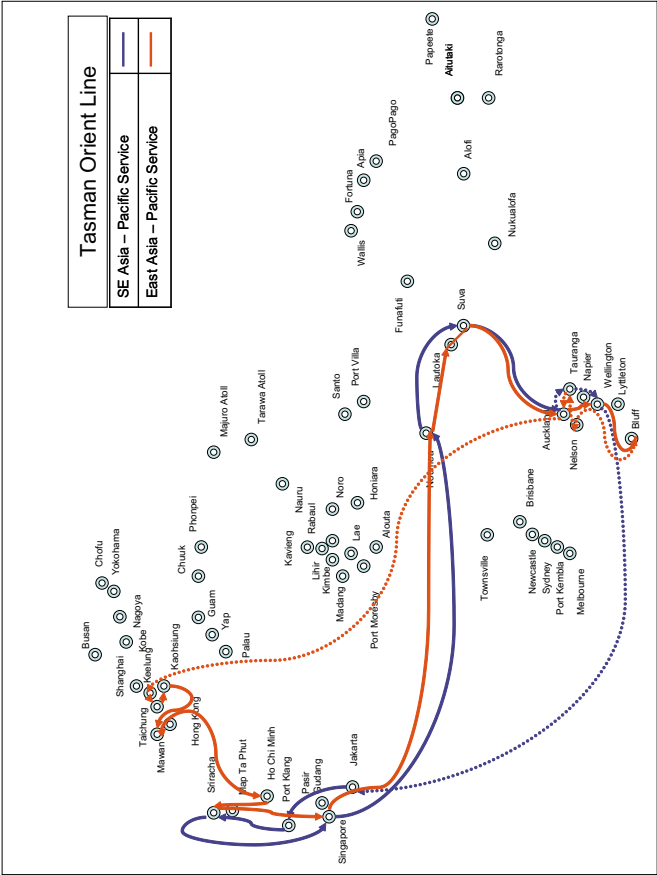 Tasman Orient Line
SE Asia – Pacific Service
East Asia – Pacific Service
Papeete
Aitutaki
Rarotonga
PagoPago
Apia
Fortuna
Wallis
Alofi
Nukualofa
Funafuti
Suva
Lautoka
Noumea
Port Villa
Santo
Tarawa Atoll
Majuro Atoll
Nauru
Noro
Honiara
Kavieng
Rabaul
Lihir
Kimbe
Lae
Alouta
Madang
Port Moresby
Phonpei
Chuuk
Guam
Yap
Palau
Chofu
Yokohama
Nagoya
Kobe
Busan
Shanghai
Keelung
Kaohsiung
Taichung
Mawan
Hong Kong
Sriracha
Map Ta Phut
Ho Chi Minh
Port Klang
Pasir
Gudang
Singapore
Jakarta
Townsville
Brisbane
Newcastle
Sydney
Port Kembla
Melbourne
Auckland
Tauranga
Napier
Nelson
Wellington
Lyttleton
Bluff